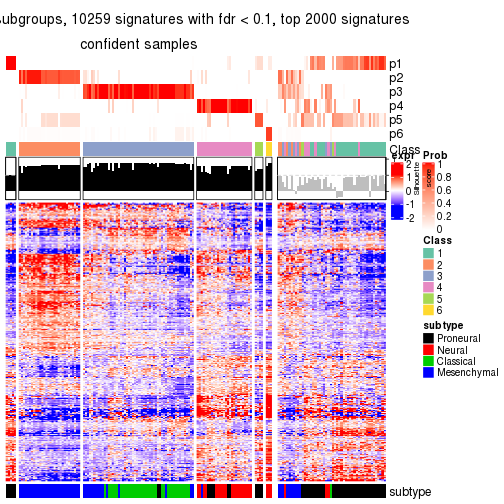 subgroups, 10259 signatures with fdr < 0.1, top 2000 signatures
confident samples
p1
p2
p3
p4
p5
p6
Class
expr
2
1
0
-1
-2
Silhouette
score
Prob
1
0.8
0.6
0.4
0.2
0
Class
1
2
3
4
5
6
subtype
Proneural
Neural
Classical
Mesenchymal
subtype